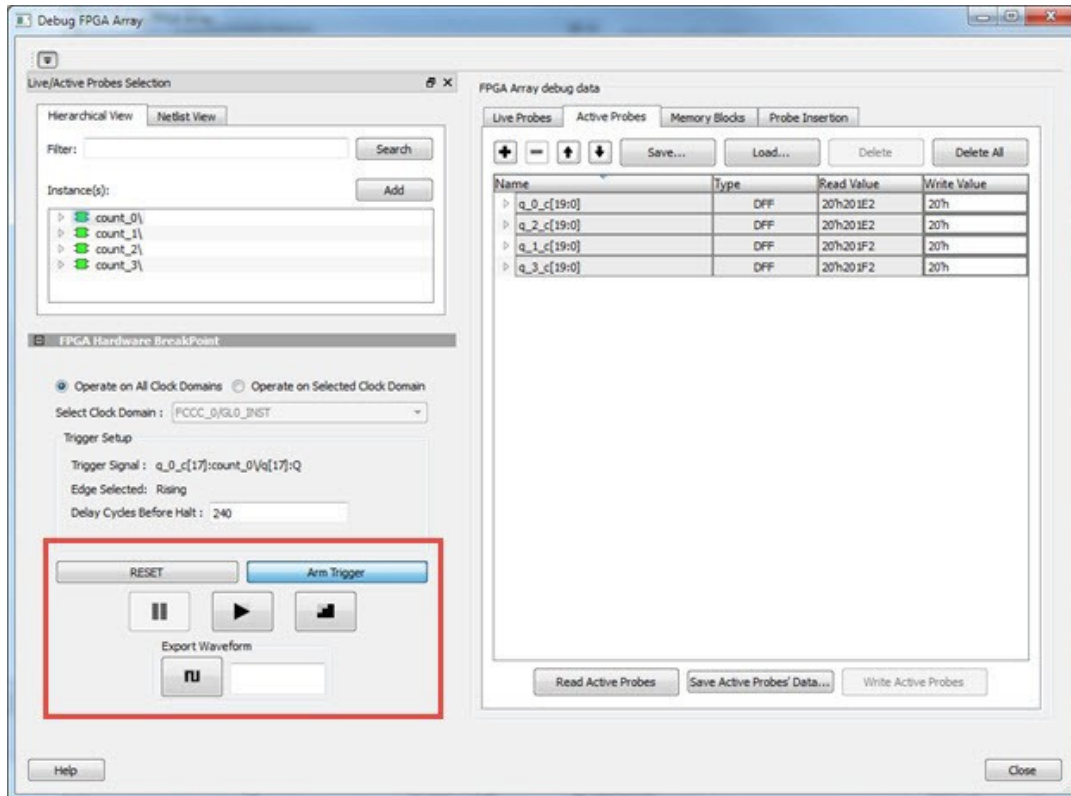 Debug FPGA Array
Live/Active Probes Selection
Hierarchical View Netlist View
Filter: Search
Instance(s): Add
count_0\
count_1\
count_2\
count_3\
FPGA Hardware BreakPoint
Operate on All Clock Domains Operate on Selected Clock Domain
Select Clock Domain : FCCC_0/GL0_INST
Trigger Setup
Trigger Signal : q_0_c[17]:count_0\/q[17]:Q
Edge Selected: Rising
Delay Cycles Before Halt : 240
RESET Arm Trigger
Export Waveform
Help
FPGA Array debug data
Live Probes Active Probes Memory Blocks Probe Insertion
Save... Load... Delete Delete All
Name Type Read Value Write Value
q_0_c[19:0] DFF 20'h201E2 20'h
q_2_c[19:0] DFF 20'h201E2 20'h
q_1_c[19:0] DFF 20'h201F2 20'h
q_3_c[19:0] DFF 20'h201F2 20'h
Read Active Probes Save Active Probes' Data... Write Active Probes
Close